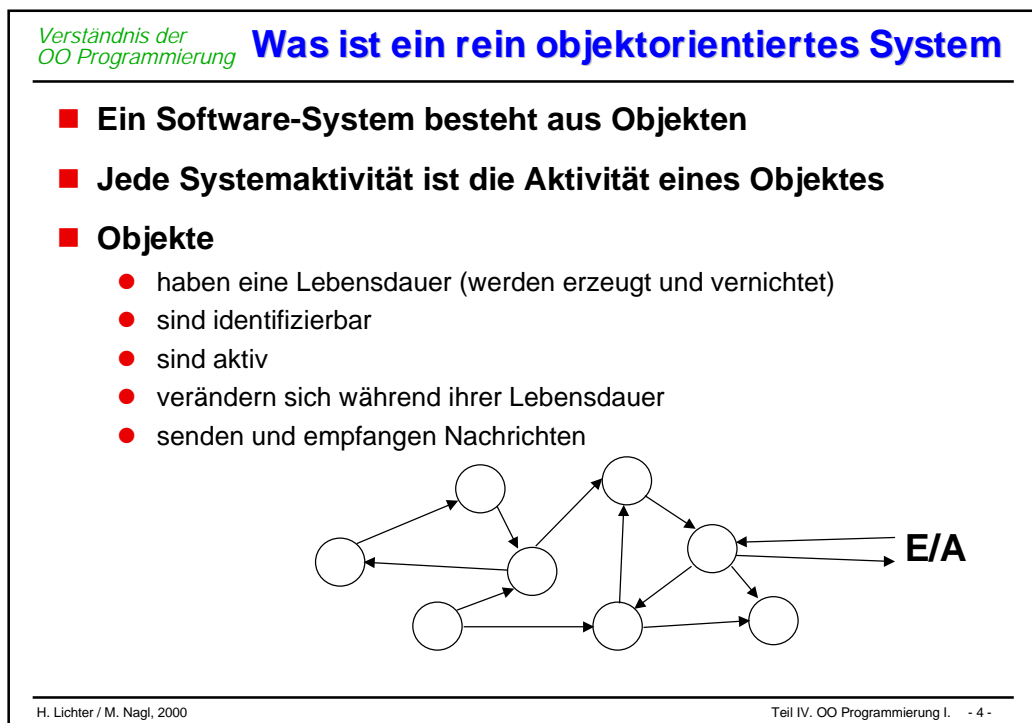 Verständnis der
OO Programmierung
Was ist ein rein objektorientiertes System
Ein Software-System besteht aus Objekten
Jede Systemaktivität ist die Aktivität eines Objektes
Objekte
haben eine Lebensdauer (werden erzeugt und vernichtet)
sind identifizierbar
sind aktiv
verändern sich während ihrer Lebensdauer
senden und empfangen Nachrichten
E/A
H. Lichter / M. Nagl, 2000
Teil IV. OO Programmierung I. - 4 -